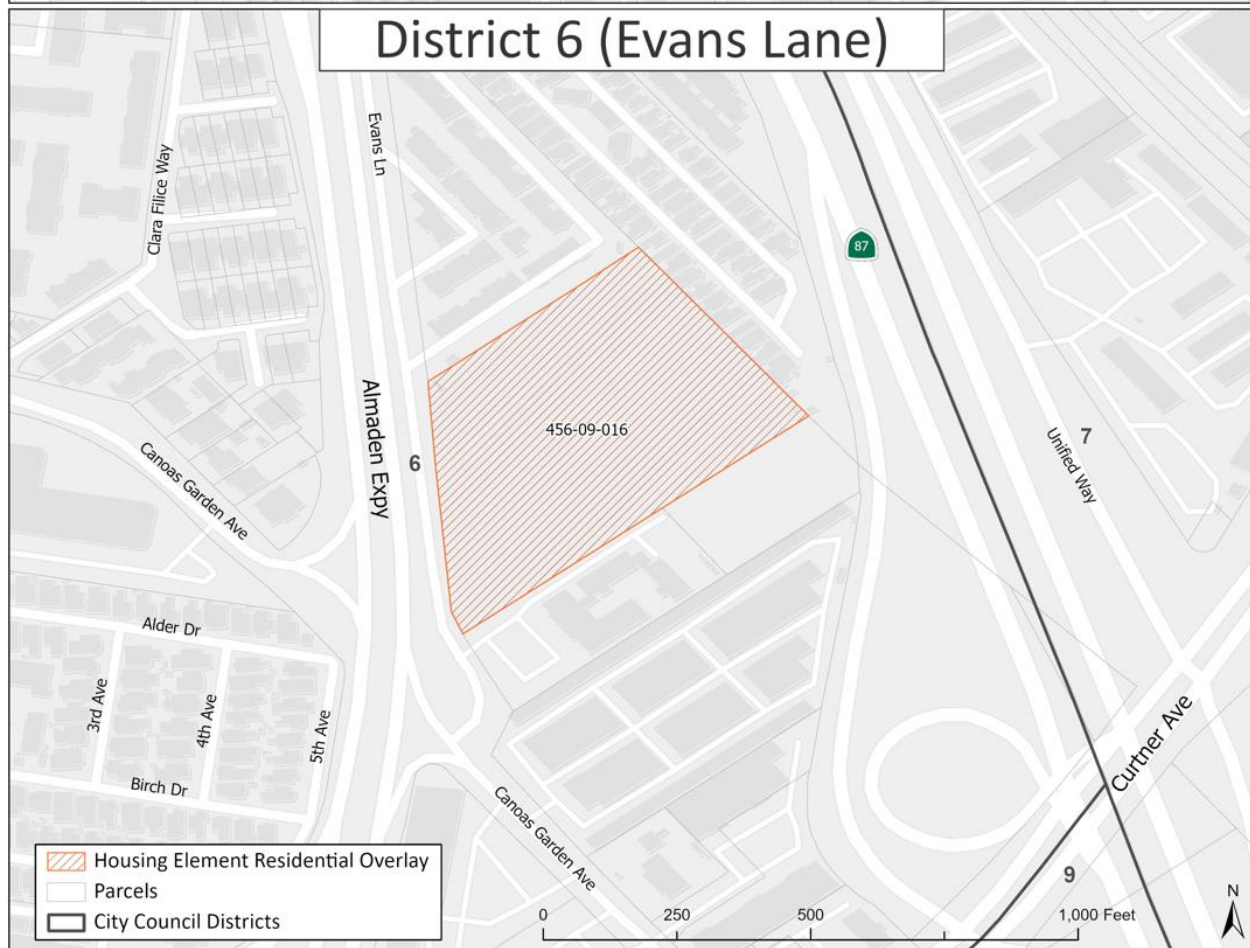 District 6 (Evans Lane)
Evans Ln
Clara Filice Way
87
Almaden Expy
456-09-016
6
7
Unified Way
Canoas Garden Ave
Alder Dr
3rd Ave
4th Ave
5th Ave
Birch Dr
Curtner Ave
Canoas Garden Ave
9
Housing Element Residential Overlay
Parcels
City Council Districts
0 250 500 1,000 Feet
N